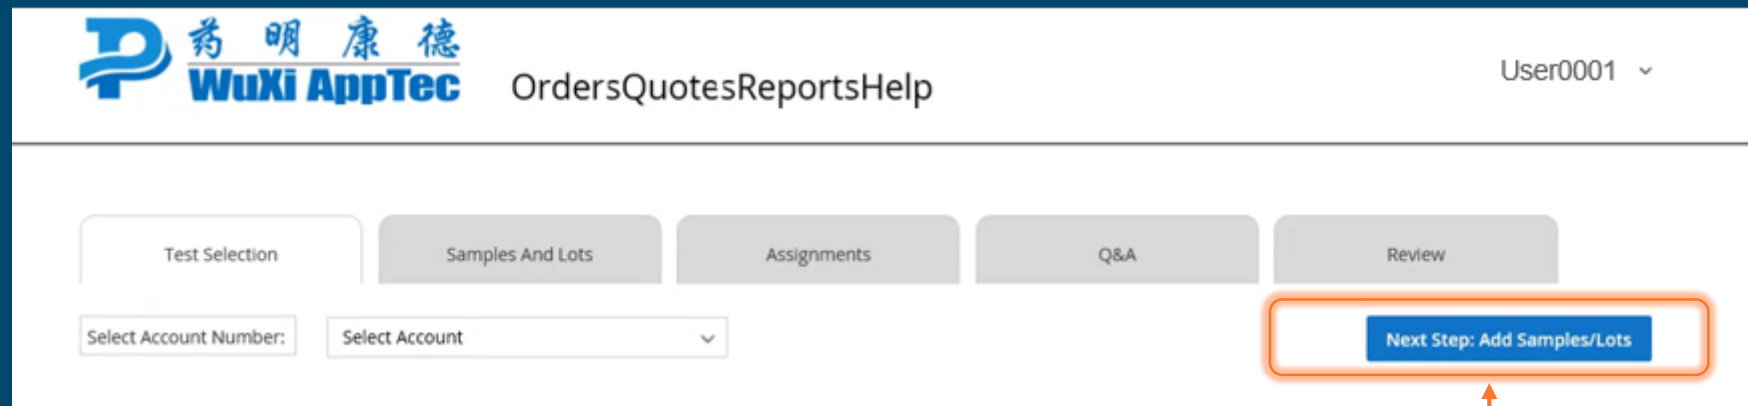 药明康德
WuXi AppTec
OrdersQuotesReportsHelp
User0001
Test Selection
Samples And Lots
Assignments
Q&A
Review
Select Account Number:
Select Account
Next Step: Add Samples/Lots